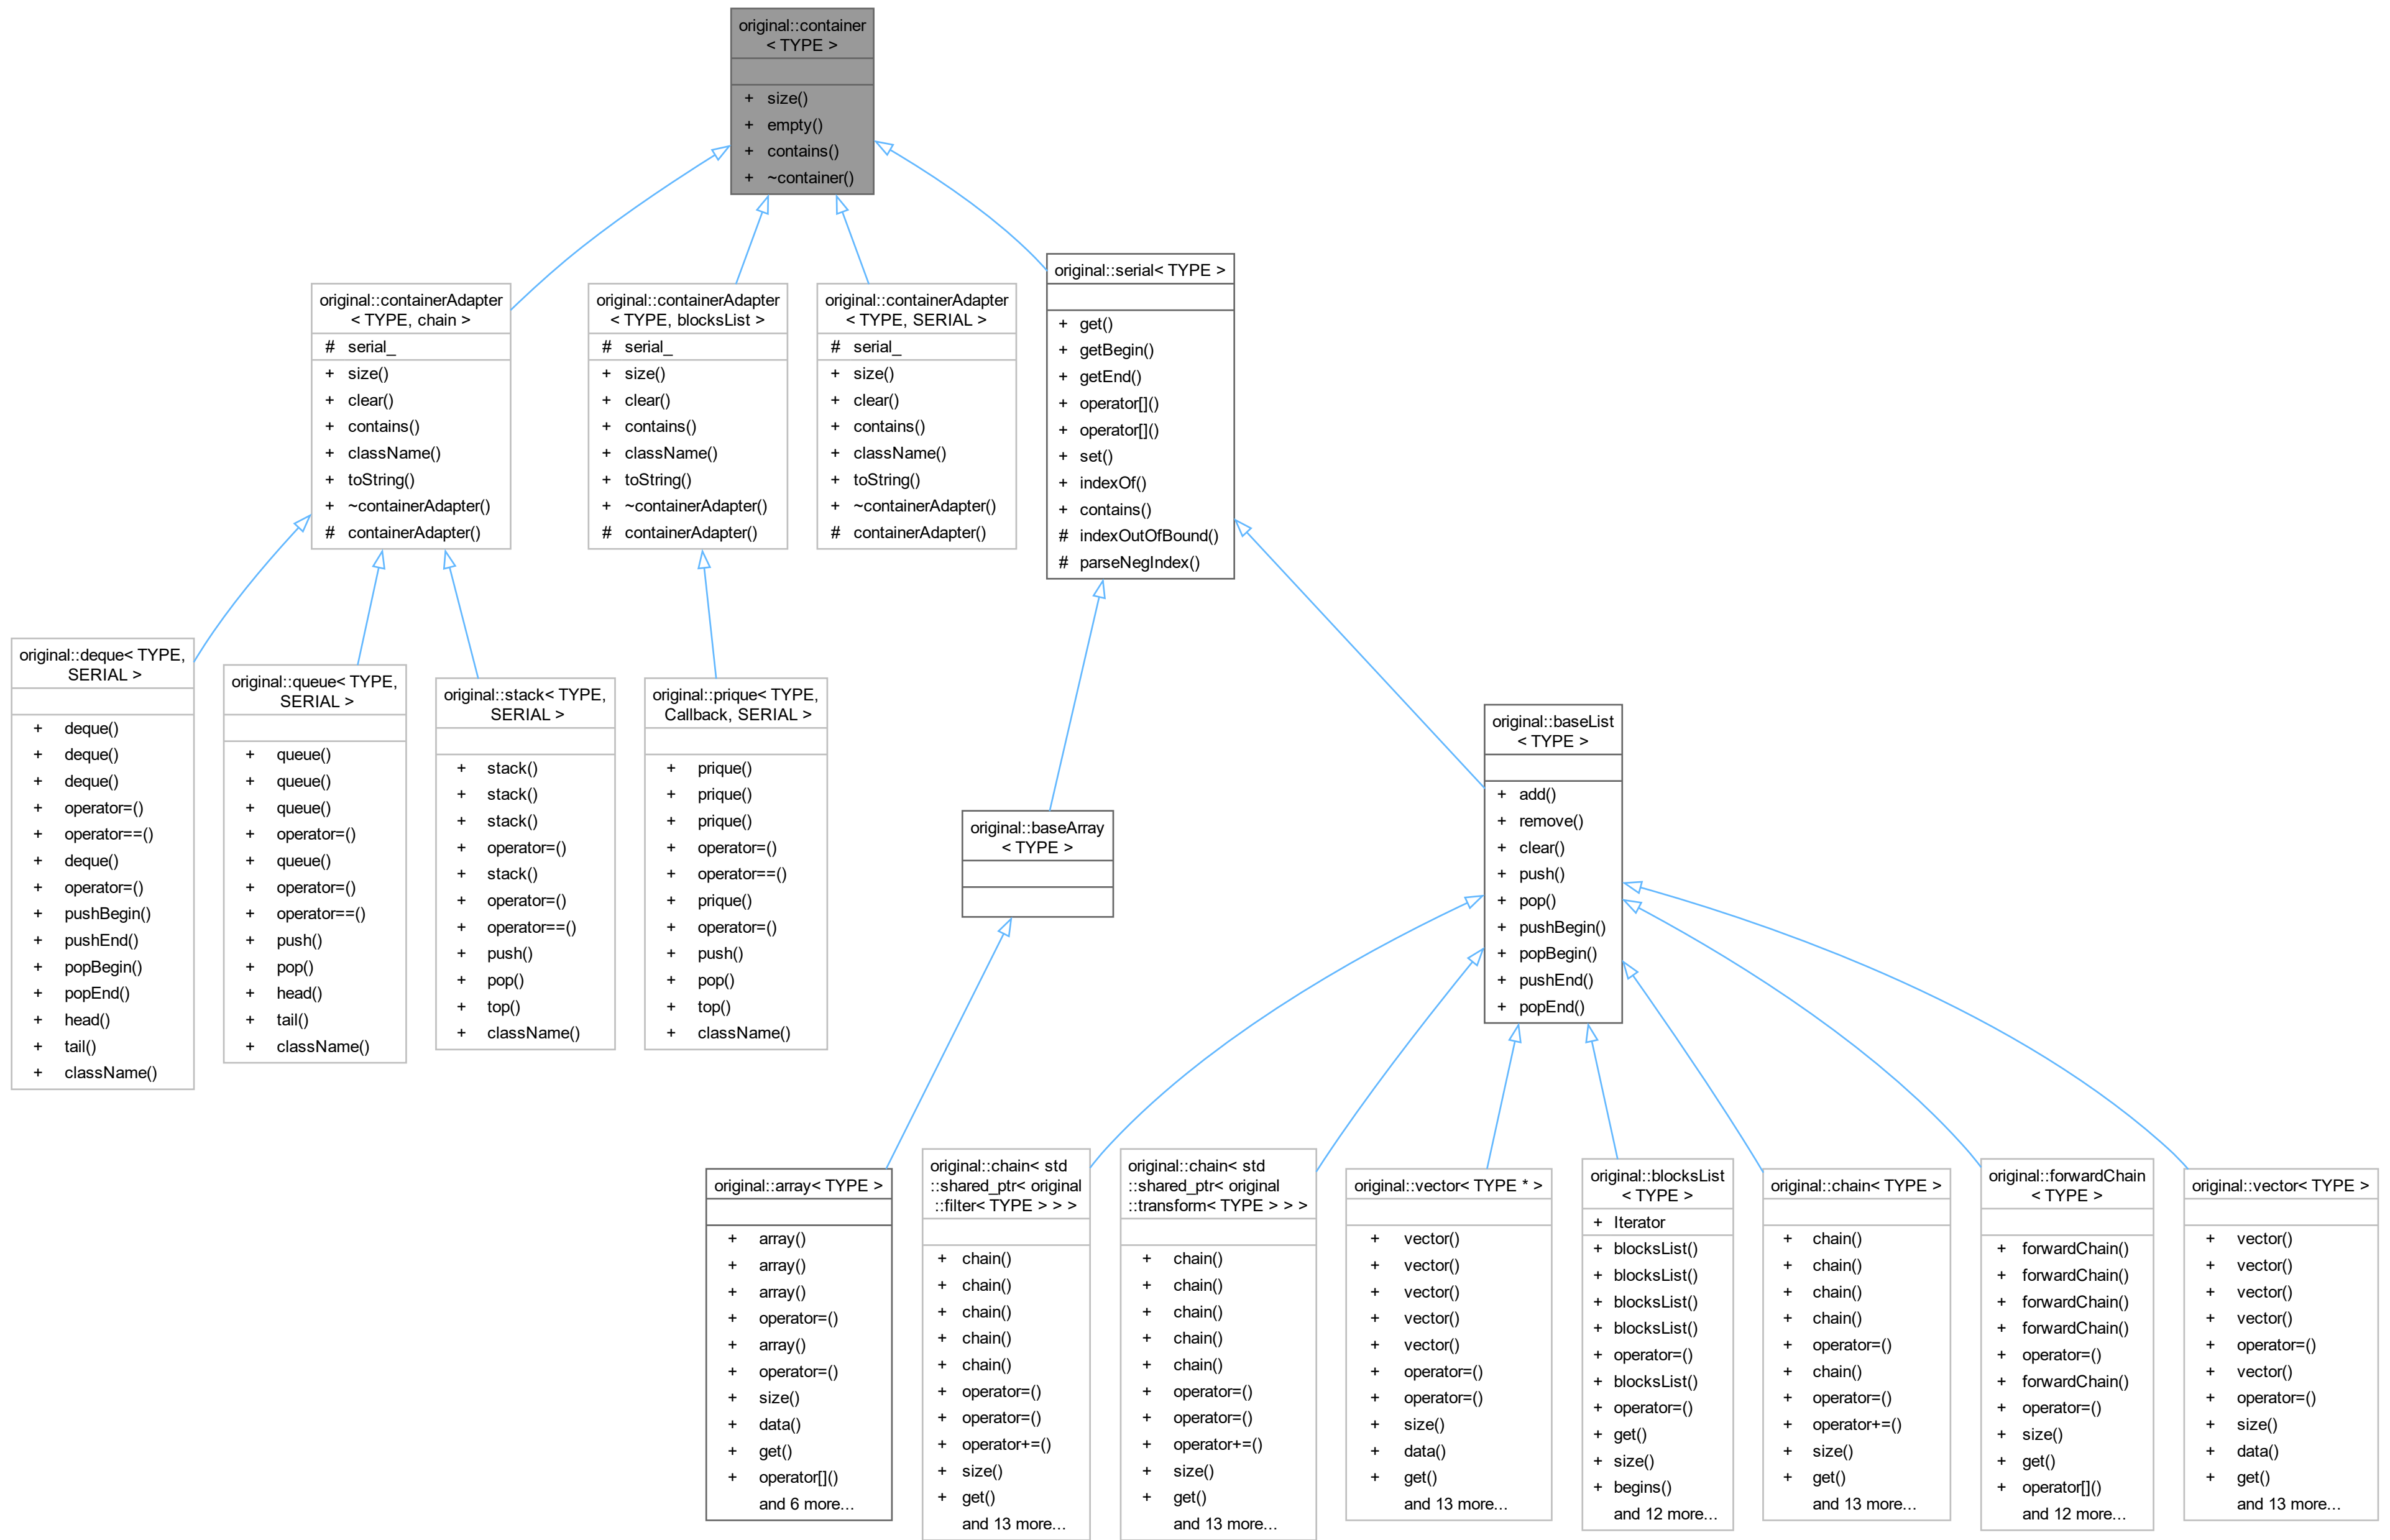 original::container
< TYPE >
+ size()
+ empty()
+ contains()
+ ~container()
original::containerAdapter
< TYPE, chain >
# serial_
+ size()
+ clear()
+ contains()
+ className()
+ toString()
+ ~containerAdapter()
# containerAdapter()
original::containerAdapter
< TYPE, blocksList >
# serial_
+ size()
+ clear()
+ contains()
+ className()
+ toString()
+ ~containerAdapter()
# containerAdapter()
original::containerAdapter
< TYPE, SERIAL >
# serial_
+ size()
+ clear()
+ contains()
+ className()
+ toString()
+ ~containerAdapter()
# containerAdapter()
original::serial< TYPE >
+ get()
+ getBegin()
+ getEnd()
+ operator[]()
+ operator[]()
+ set()
+ indexOf()
+ contains()
# indexOutOfBound()
# parseNegIndex()
original::deque< TYPE,
SERIAL >
+ deque()
+ deque()
+ deque()
+ operator=()
+ operator==()
+ deque()
+ operator=()
+ pushBegin()
+ pushEnd()
+ popBegin()
+ popEnd()
+ head()
+ tail()
+ className()
original::queue< TYPE,
SERIAL >
+ queue()
+ queue()
+ queue()
+ operator=()
+ queue()
+ operator=()
+ operator==()
+ push()
+ pop()
+ head()
+ tail()
+ className()
original::stack< TYPE,
SERIAL >
+ stack()
+ stack()
+ stack()
+ operator=()
+ stack()
+ operator=()
+ operator==()
+ push()
+ pop()
+ top()
+ className()
original::prique< TYPE,
Callback, SERIAL >
+ prique()
+ prique()
+ prique()
+ operator=()
+ operator==()
+ prique()
+ operator=()
+ push()
+ pop()
+ top()
+ className()
original::baseArray
< TYPE >
original::baseList
< TYPE >
+ add()
+ remove()
+ clear()
+ push()
+ pop()
+ pushBegin()
+ popBegin()
+ pushEnd()
+ popEnd()
original::array< TYPE >
+ array()
+ array()
+ array()
+ operator=()
+ array()
+ operator=()
+ size()
+ data()
+ get()
+ operator[]()
and 6 more...
original::chain< std
::shared_ptr< original
::filter< TYPE > > >
+ chain()
+ chain()
+ chain()
+ chain()
+ chain()
+ operator=()
+ operator=()
+ operator+=()
+ size()
+ get()
and 13 more...
original::chain< std
::shared_ptr< original
::transform< TYPE > > >
+ chain()
+ chain()
+ chain()
+ chain()
+ chain()
+ operator=()
+ operator=()
+ operator+=()
+ size()
+ get()
and 13 more...
original::vector< TYPE * >
+ vector()
+ vector()
+ vector()
+ vector()
+ vector()
+ operator=()
+ operator=()
+ size()
+ data()
+ get()
and 13 more...
original::blocksList
< TYPE >
+ Iterator
+ blocksList()
+ blocksList()
+ blocksList()
+ blocksList()
+ operator=()
+ blocksList()
+ operator=()
+ get()
+ size()
+ begins()
and 12 more...
original::chain< TYPE >
+ chain()
+ chain()
+ chain()
+ chain()
+ operator=()
+ chain()
+ operator=()
+ operator+=()
+ size()
+ get()
and 13 more...
original::forwardChain
< TYPE >
+ forwardChain()
+ forwardChain()
+ forwardChain()
+ forwardChain()
+ operator=()
+ forwardChain()
+ operator=()
+ size()
+ get()
+ operator[]()
and 12 more...
original::vector< TYPE >
+ vector()
+ vector()
+ vector()
+ vector()
+ operator=()
+ vector()
+ operator=()
+ size()
+ data()
+ get()
and 13 more...